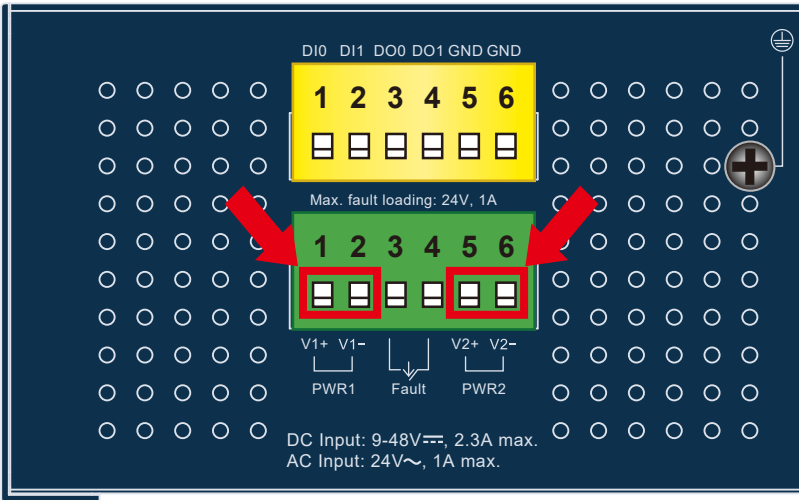 DI0 DI1 DO0 DO1 GND GND
1 2 3 4 5 6
Max. fault loading: 24V, 1A
1 2 3 4 5 6
V1+ V1− V2+ V2−
PWR1 Fault PWR2
DC Input: 9-48V⎓, 2.3A max.
AC Input: 24V～, 1A max.